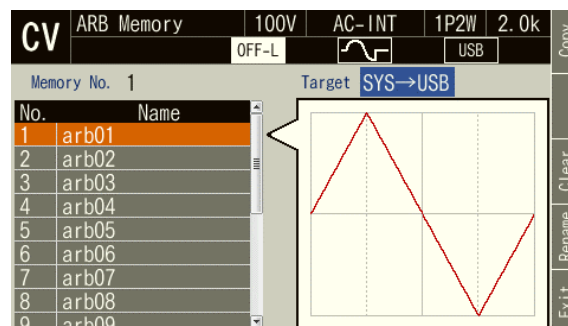 CV ARB Memory 100V AC-INT 1P2W 2.0k
OFF-L USB
Memory No. 1 Target SYS→USB
No. Name
1 arb01
2 arb02
3 arb03
4 arb04
5 arb05
6 arb06
7 arb07
8 arb08
9 arb09
Copy
Clear
Rename
Exit